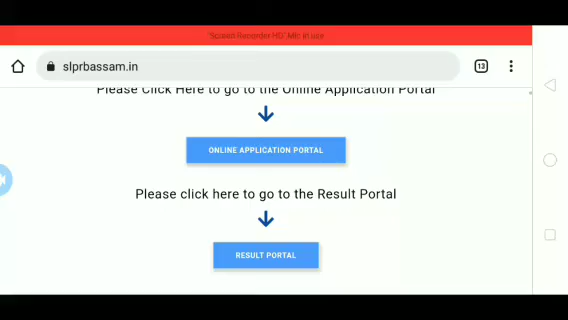 "Screen Recorder HD" Mic in use
slprbassam.in
13
Please Click Here to go to the Online Application Portal
ONLINE APPLICATION PORTAL
Please click here to go to the Result Portal
RESULT PORTAL